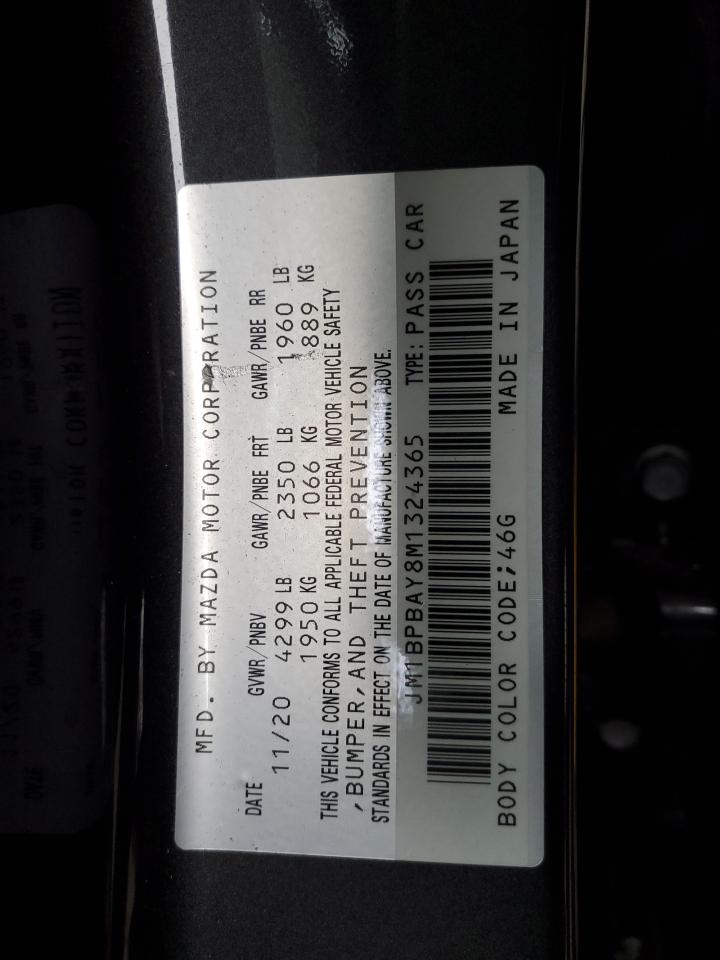 MFD. BY MAZDA MOTOR CORPORATION
DATE GVWR/PNBV GAWR/PNBE FRT GAWR/PNBE RR
11/20 4299 LB 2350 LB 1960 LB
1950 KG 1066 KG 889 KG
THIS VEHICLE CONFORMS TO ALL APPLICABLE FEDERAL MOTOR VEHICLE SAFETY
,BUMPER,AND THEFT PREVENTION
STANDARDS IN EFFECT ON THE DATE OF MANUFACTURE SHOWN ABOVE.
JM1BPBAY8M1324365 TYPE: PASS CAR
BODY COLOR CODE;46G MADE IN JAPAN